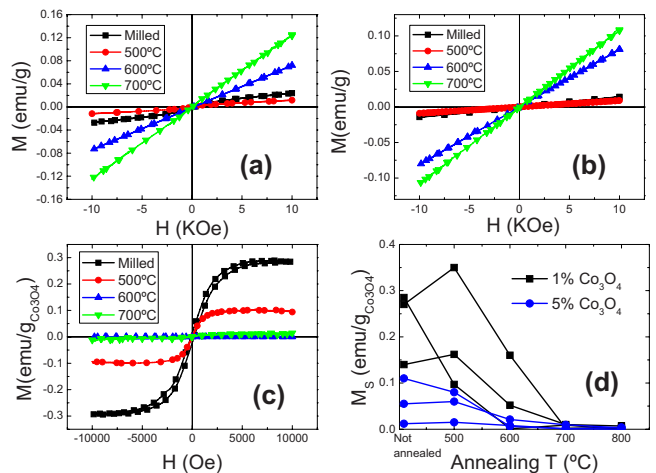 0.16
0.12
0.08
0.04
0.00
-0.04
-0.08
-0.12
0.16
M (emu/g)
Milled
500ºC
600ºC
700ºC
(a)
-10 -5 0 5 10
H (KOe)
0.10
0.05
0.00
-0.05
-0.10
M(emu/g)
Milled
500ºC
600ºC
700ºC
(b)
-10 -5 0 5 10
H (KOe)
0.3
0.2
0.1
0.0
-0.1
-0.2
-0.3
M(emu/g)Co3O4
Milled
500ºC
600ºC
700ºC
(c)
-10000 -5000 0 5000 10000
H (Oe)
0.4
0.3
0.2
0.1
0.0
MS (emu/gCo3O4)
1% Co3O4
5% Co3O4
(d)
Not annealed 500 600 700 800
Annealing T (ºC)